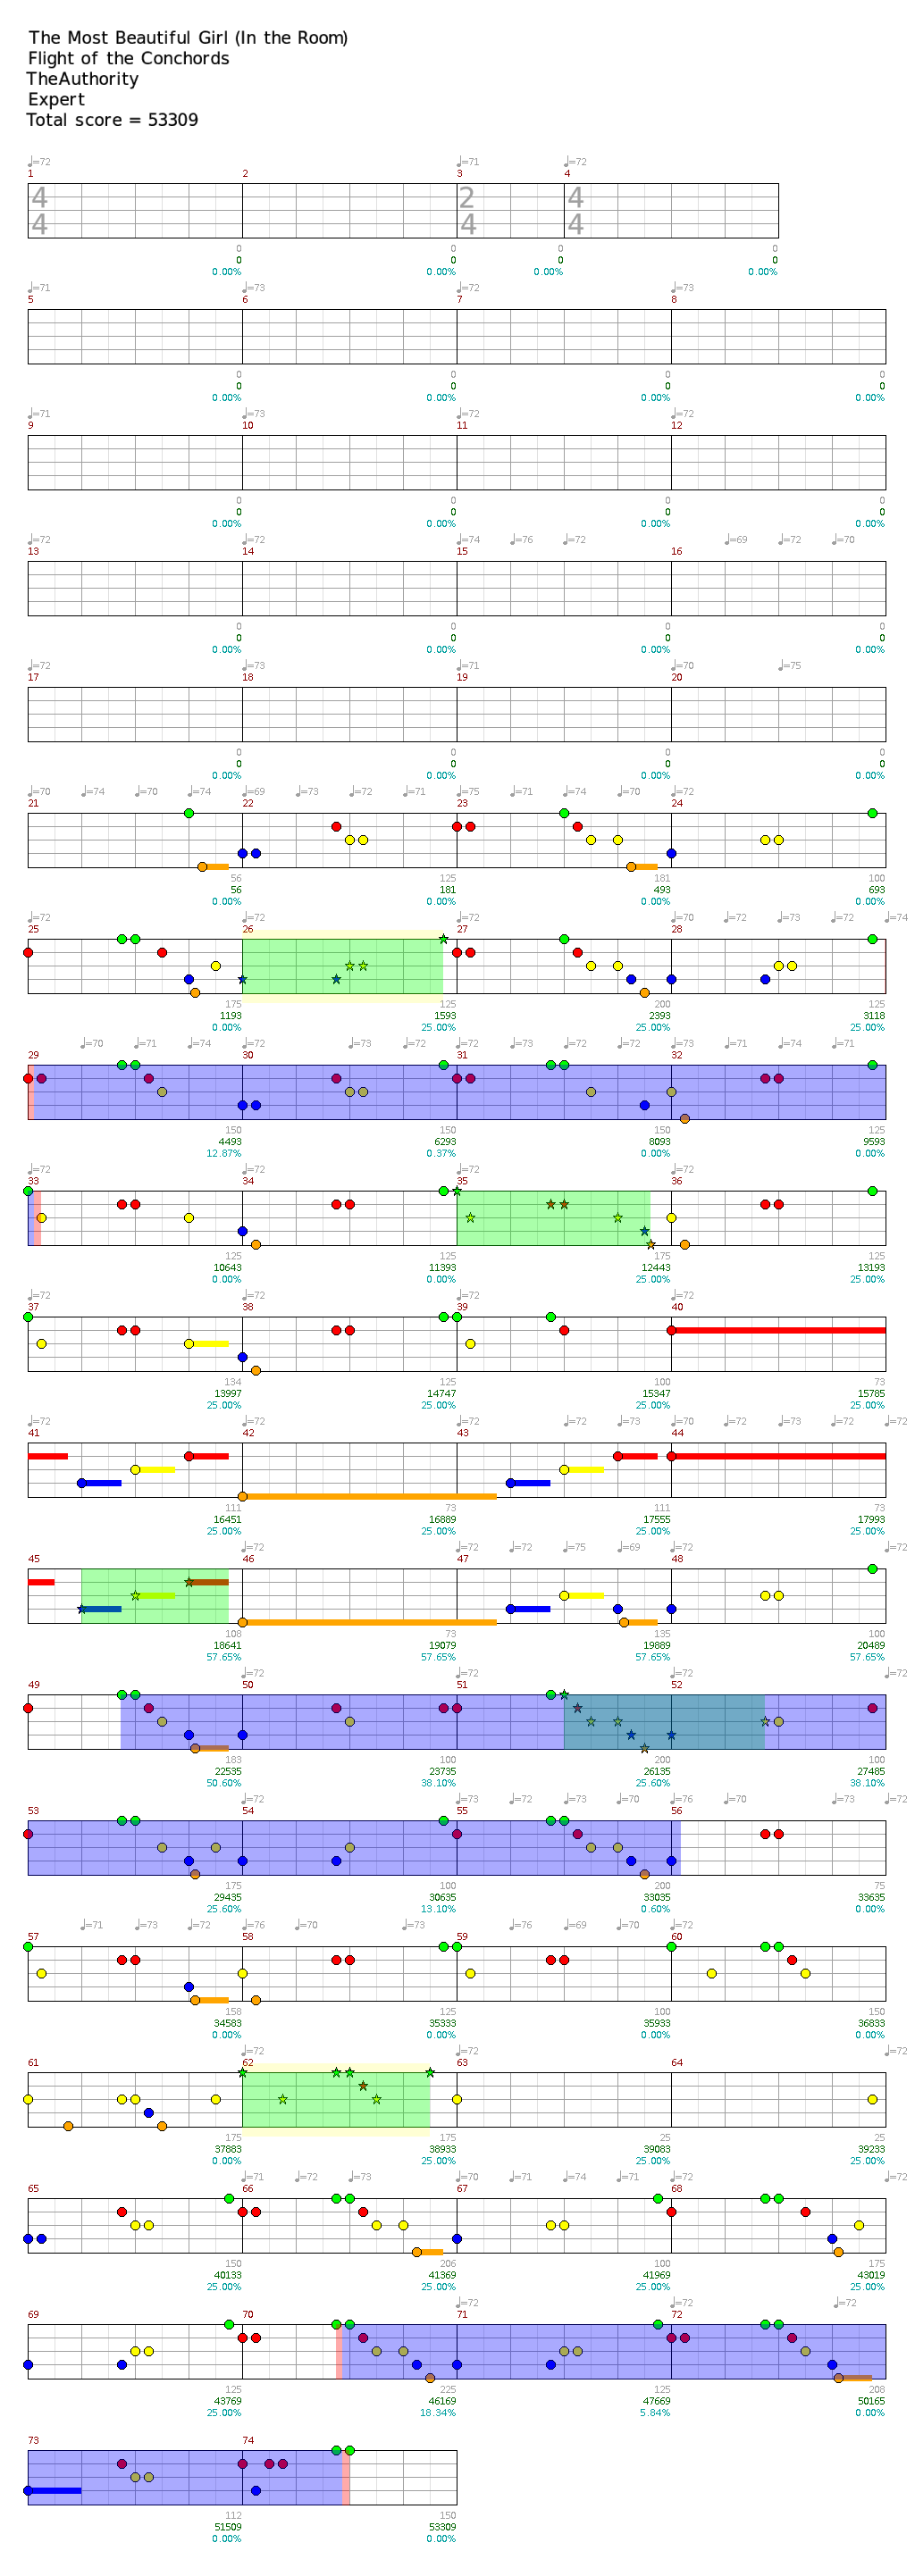 The Most Beautiful Girl (In the Room)
Flight of the Conchords
TheAuthority
Expert
Total score = 53309
♩=72 ♩=71 ♩=72
1 2 3 4
4 2 4
4 4 4
0 0 0 0
0 0 0 0
0.00% 0.00% 0.00% 0.00%
♩=71 ♩=73 ♩=72 ♩=73
5 6 7 8
0 0 0 0
0 0 0 0
0.00% 0.00% 0.00% 0.00%
♩=71 ♩=73 ♩=72 ♩=72
9 10 11 12
0 0 0 0
0 0 0 0
0.00% 0.00% 0.00% 0.00%
♩=72 ♩=72 ♩=74 ♩=76 ♩=72 ♩=69 ♩=72 ♩=70
13 14 15 16
0 0 0 0
0 0 0 0
0.00% 0.00% 0.00% 0.00%
♩=72 ♩=73 ♩=71 ♩=70 ♩=75
17 18 19 20
0 0 0 0
0 0 0 0
0.00% 0.00% 0.00% 0.00%
♩=70 ♩=74 ♩=70 ♩=74 ♩=69 ♩=73 ♩=72 ♩=71 ♩=75 ♩=71 ♩=74 ♩=70 ♩=72
21 22 23 24
56 125 181 100
56 181 493 693
0.00% 0.00% 0.00% 0.00%
♩=72 ♩=72 ♩=72 ♩=70 ♩=72 ♩=73 ♩=72 ♩=74
25 26 27 28
175 125 200 125
1193 1593 2393 3118
0.00% 25.00% 25.00% 25.00%
♩=70 ♩=71 ♩=74 ♩=72 ♩=73 ♩=72 ♩=72 ♩=73 ♩=72 ♩=72 ♩=72 ♩=71 ♩=74 ♩=71
29 30 31 32
150 150 150 125
4493 6293 8093 9593
12.87% 0.37% 0.00% 0.00%
♩=72 ♩=72 ♩=72 ♩=72
33 34 35 36
125 125 175 125
10643 11393 12443 13193
0.00% 0.00% 25.00% 25.00%
♩=72 ♩=72 ♩=72 ♩=72
37 38 39 40
134 125 100 73
13997 14747 15347 15785
25.00% 25.00% 25.00% 25.00%
♩=72 ♩=72 ♩=72 ♩=72 ♩=73 ♩=70 ♩=72 ♩=73 ♩=72 ♩=72
41 42 43 44
111 73 111 73
16451 16889 17555 17993
25.00% 25.00% 25.00% 25.00%
♩=72 ♩=72 ♩=72 ♩=75 ♩=69 ♩=72
45 46 47 48
108 73 135 100
18641 19079 19889 20489
57.65% 57.65% 57.65% 57.65%
♩=72 ♩=72 ♩=72 ♩=72
49 50 51 52
183 100 200 100
22535 23735 26135 27485
50.60% 38.10% 25.60% 38.10%
♩=73 ♩=72 ♩=73 ♩=70 ♩=72 ♩=70 ♩=73 ♩=72
53 54 55 56
175 100 200 75
29435 30635 33035 33635
25.60% 13.10% 0.60% 0.00%
♩=71 ♩=73 ♩=72 ♩=76 ♩=70 ♩=73 ♩=76 ♩=69 ♩=70 ♩=72
57 58 59 60
158 125 100 150
34583 35333 35933 36833
0.00% 0.00% 0.00% 0.00%
♩=72 ♩=72 ♩=72
61 62 63 64
175 175 25 25
37883 38933 39083 39233
0.00% 25.00% 25.00% 25.00%
♩=71 ♩=72 ♩=73 ♩=70 ♩=71 ♩=74 ♩=71 ♩=72 ♩=72
65 66 67 68
150 206 100 175
40133 41369 41969 43019
25.00% 25.00% 25.00% 25.00%
♩=72 ♩=72 ♩=72
69 70 71 72
125 225 125 208
43769 46169 47669 50165
25.00% 18.34% 5.84% 0.00%
73 74
112 150
51509 53309
0.00% 0.00%